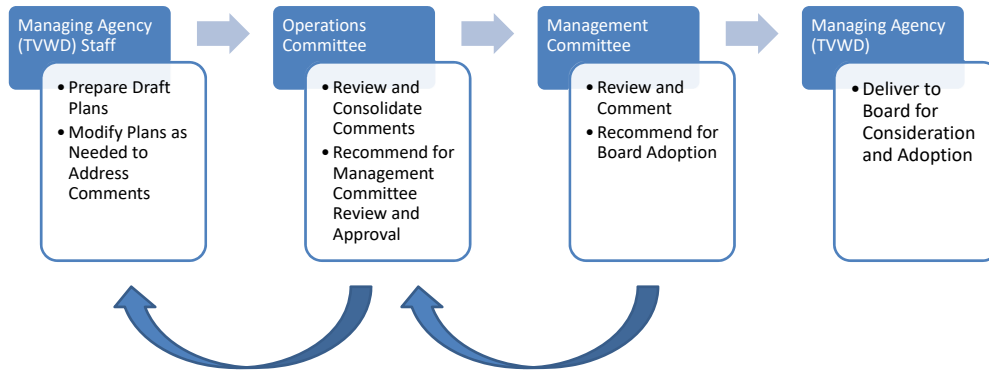 Managing Agency
(TVWD) Staff
• Prepare Draft
Plans
• Modify Plans as
Needed to
Address
Comments
Operations
Committee
• Review and
Consolidate
Comments
• Recommend for
Management
Committee
Review and
Approval
Management
Committee
• Review and
Comment
• Recommend for
Board Adoption
Managing Agency
(TVWD)
• Deliver to
Board for
Consideration
and Adoption